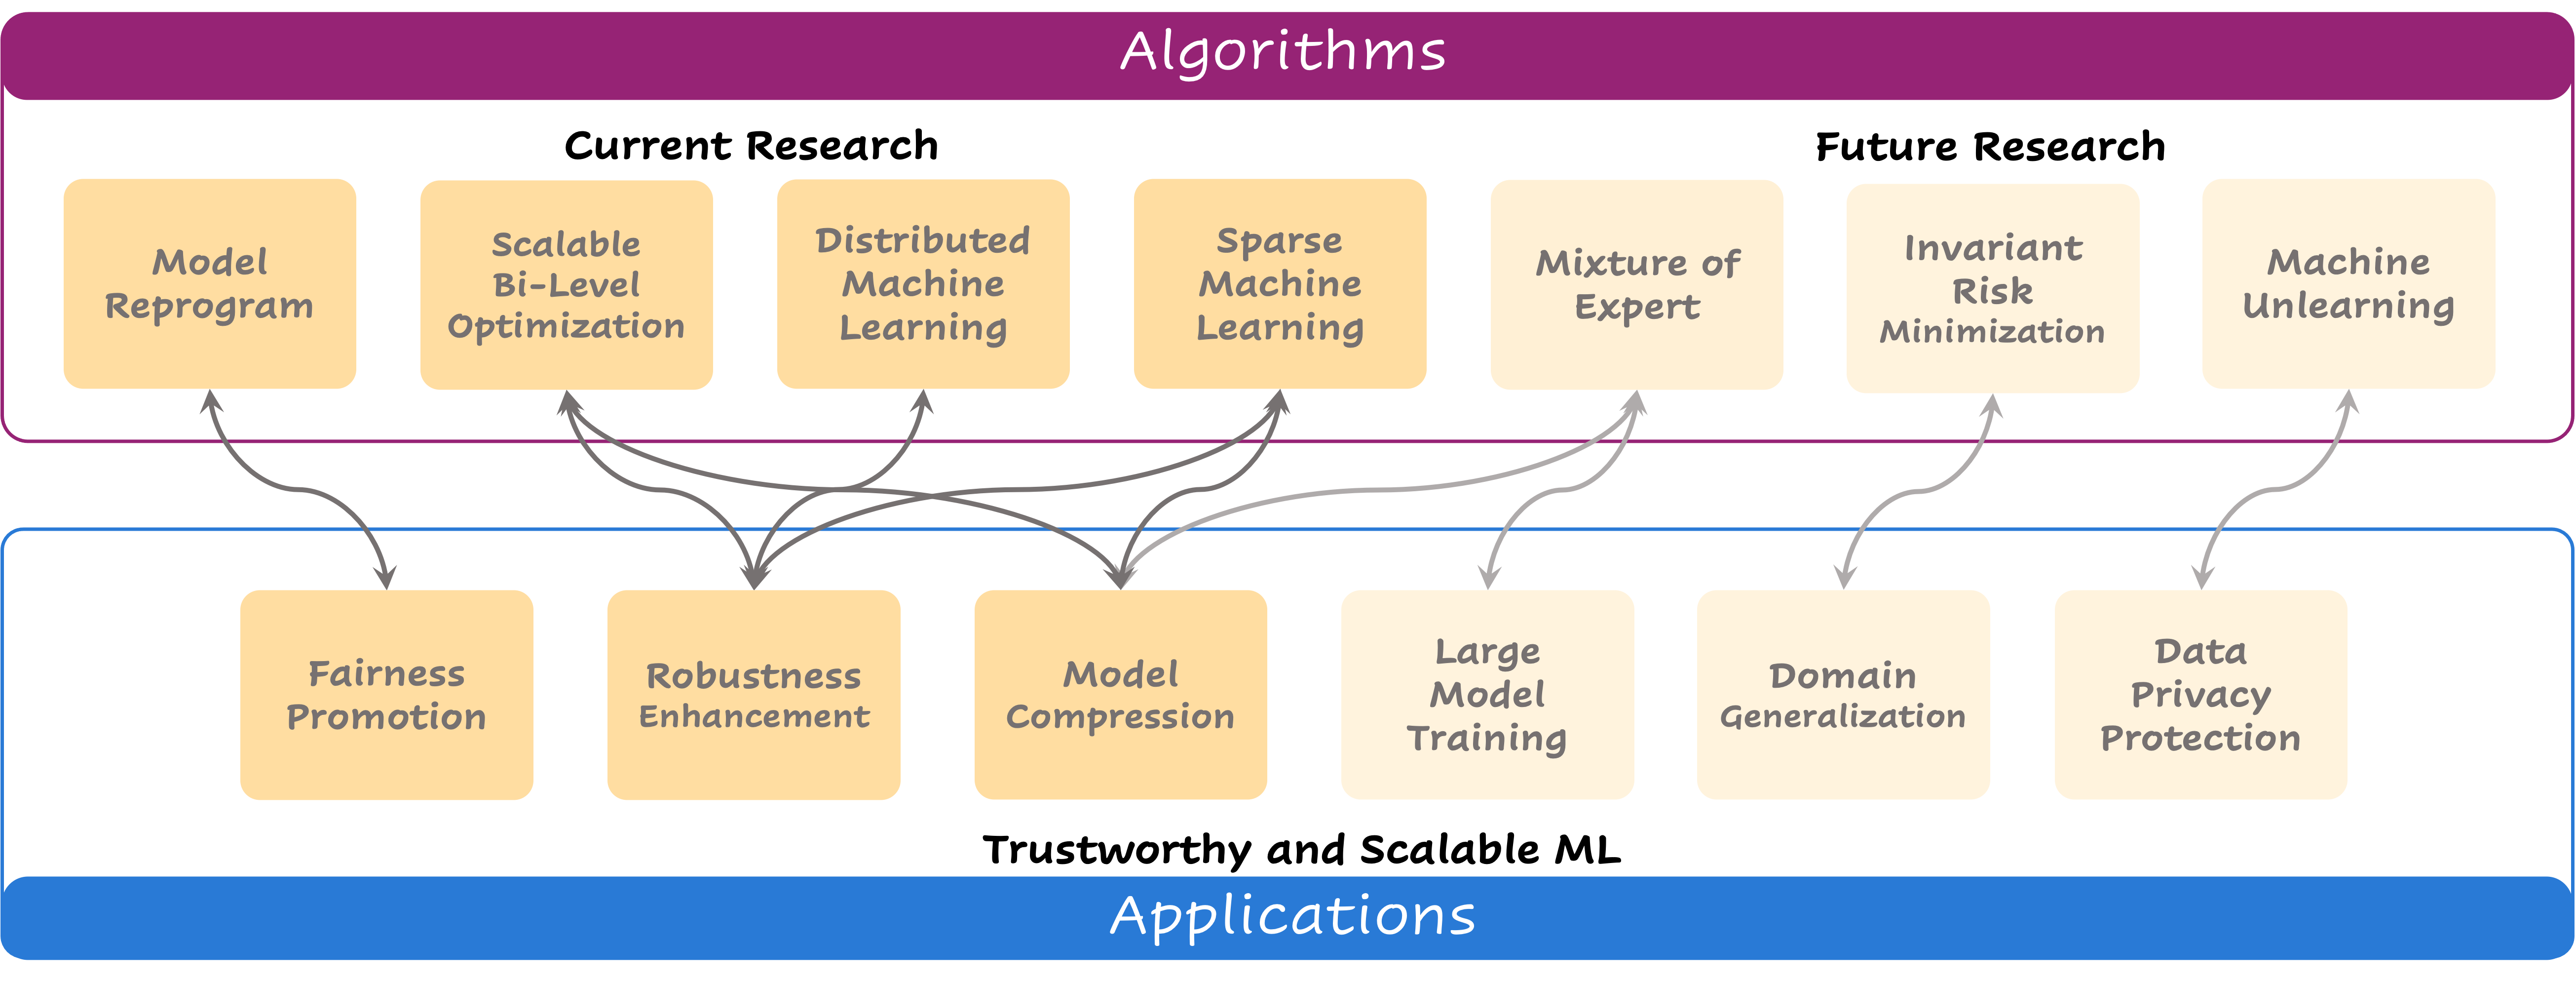 Algorithms
Current Research
Future Research
Model
Reprogram
Scalable
Bi-Level
Optimization
Distributed
Machine
Learning
Sparse
Machine
Learning
Mixture of
Expert
Invariant
Risk
Minimization
Machine
Unlearning
Fairness
Promotion
Robustness
Enhancement
Model
Compression
Large
Model
Training
Domain
Generalization
Data
Privacy
Protection
Trustworthy and Scalable ML
Applications